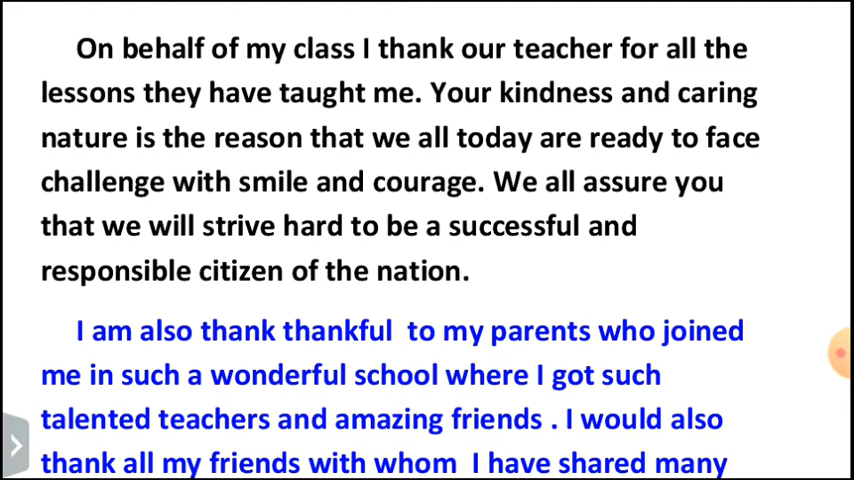 On behalf of my class I thank our teacher for all the
lessons they have taught me. Your kindness and caring
nature is the reason that we all today are ready to face
challenge with smile and courage. We all assure you
that we will strive hard to be a successful and
responsible citizen of the nation.
I am also thank thankful to my parents who joined
me in such a wonderful school where I got such
talented teachers and amazing friends . I would also
thank all my friends with whom I have shared many